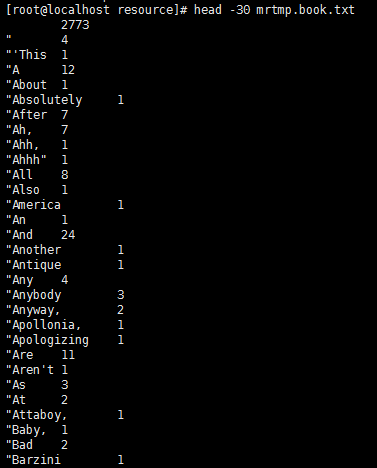 [root@localhost resource]# head -30 mrtmp.book.txt
	2773
"	4
"'This	1
"A	12
"About	1
"Absolutely	1
"After	7
"Ah,	7
"Ahh,	1
"Ahhh"	1
"All	8
"Also	1
"America	1
"An	1
"And	24
"Another	1
"Antique	1
"Any	4
"Anybody	3
"Anyway,	2
"Apollonia,	1
"Apologizing	1
"Are	11
"Aren't	1
"As	3
"At	2
"Attaboy,	1
"Baby,	1
"Bad	2
"Barzini	1